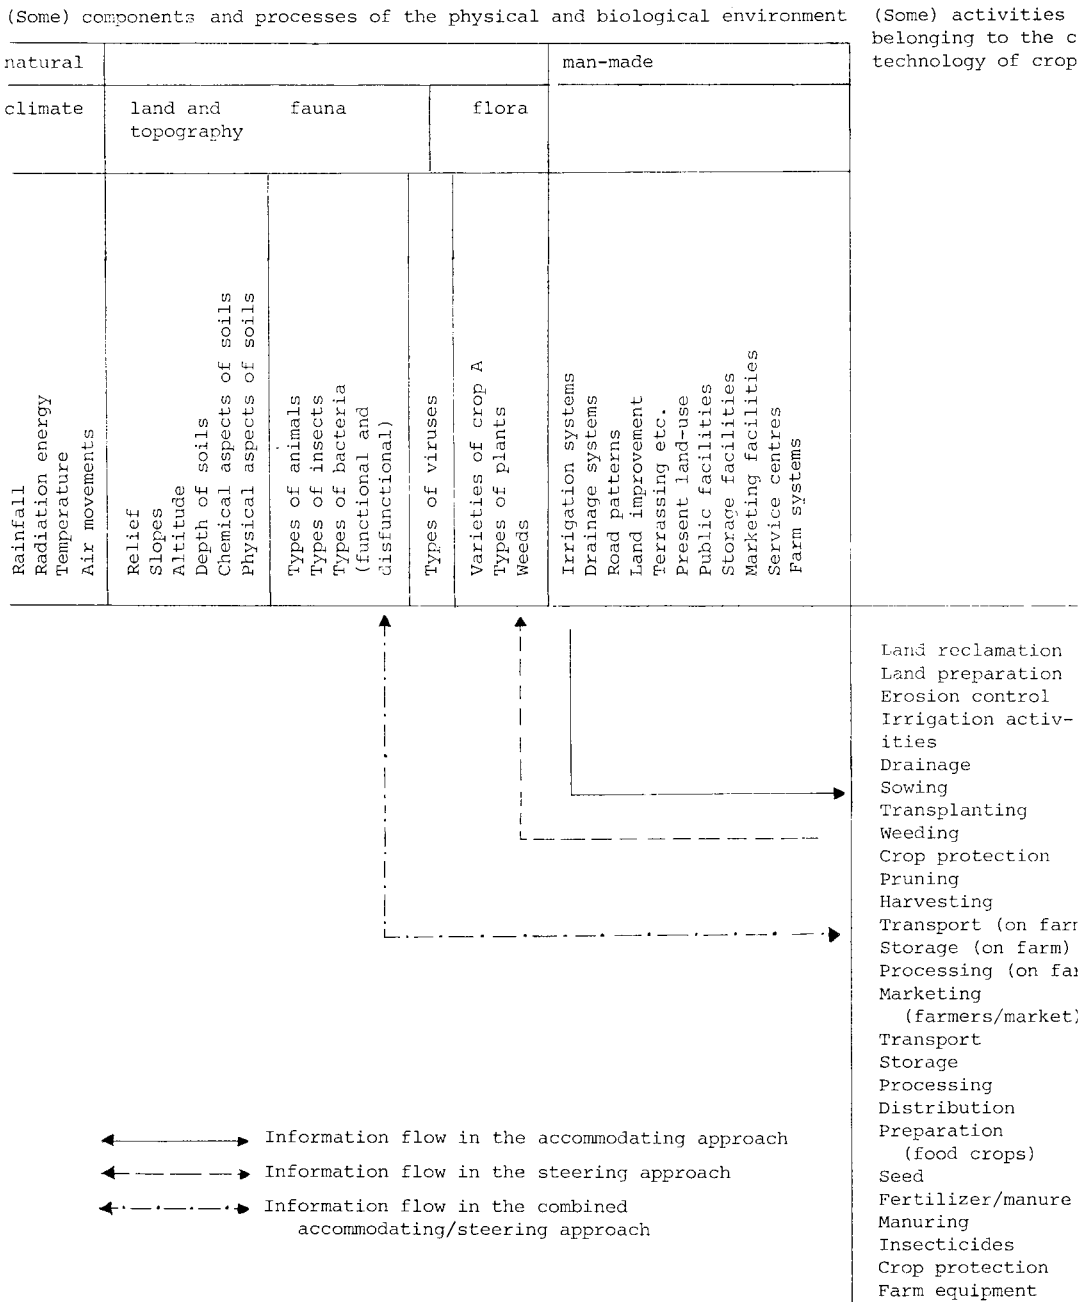 (Some) components and processes of the physical and biological environment
(Some) activities
belonging to the c
technology of crop
natural
man-made
climate
land and
topography
fauna
flora
Rainfall
Radiation energy
Temperature
Air movements
Relief
Slopes
Altitude
Depth of soils
Chemical aspects of soils
Physical aspects of soils
Types of animals
Types of insects
Types of bacteria
(functional and
disfunctional)
Types of viruses
Varieties of crop A
Types of plants
Weeds
Irrigation systems
Drainage systems
Road patterns
Land improvement
Terrassing etc.
Present land-use
Public facilities
Storage facilities
Marketing facilities
Service centres
Farm systems
Land reclamation
Land preparation
Erosion control
Irrigation activ-
ities
Drainage
Sowing
Transplanting
Weeding
Crop protection
Pruning
Harvesting
Transport (on farm
Storage (on farm)
Processing (on fa
Marketing
(farmers/market)
Transport
Storage
Processing
Distribution
Preparation
(food crops)
Seed
Fertilizer/manure
Manuring
Insecticides
Crop protection
Farm equipment
Information flow in the accommodating approach
Information flow in the steering approach
Information flow in the combined
accommodating/steering approach